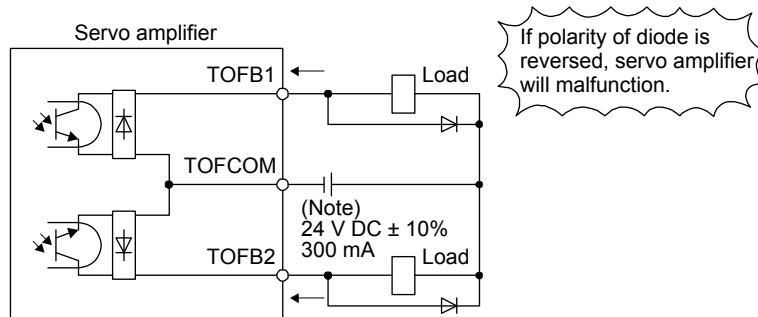 Servo amplifier
If polarity of diode is
reversed, servo amplifier
will malfunction.
TOFB1
Load
TOFCOM
(Note)
24 V DC ± 10%
300 mA
TOFB2
Load